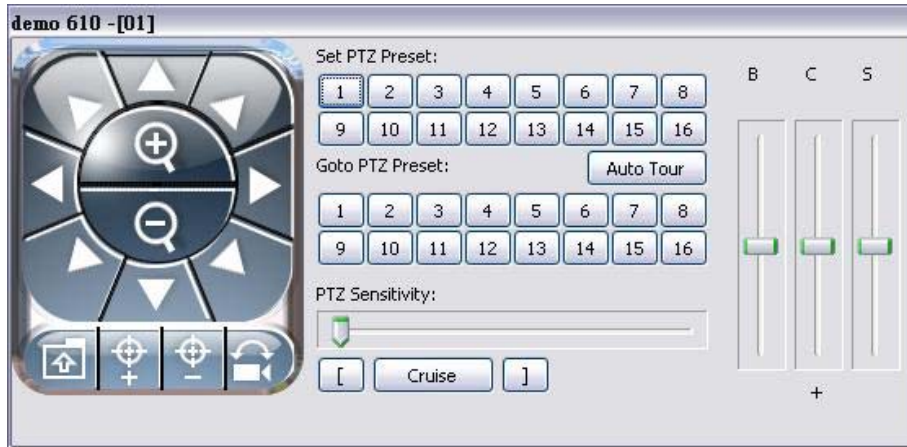 demo 610 -[01]
Set PTZ Preset:
1 2 3 4 5 6 7 8
9 10 11 12 13 14 15 16
Goto PTZ Preset:
Auto Tour
1 2 3 4 5 6 7 8
9 10 11 12 13 14 15 16
PTZ Sensitivity:
[ Cruise ]
B C S
+